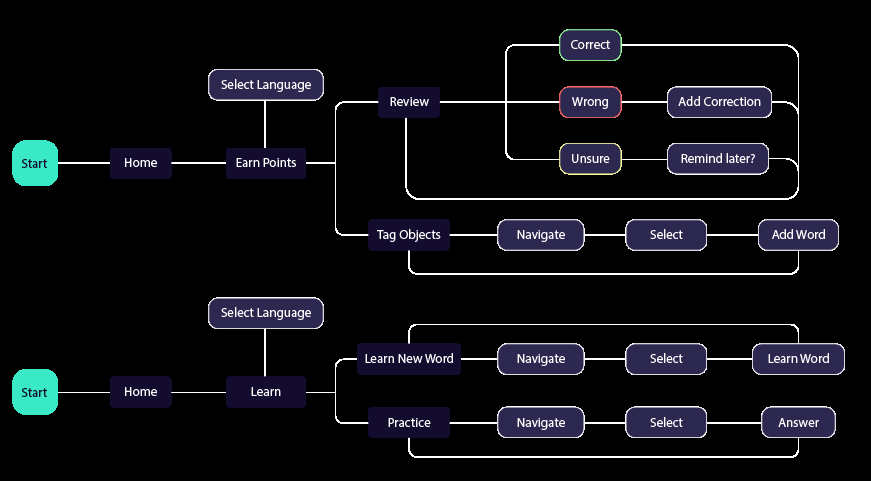 Correct
Select Language
Review
Wrong
Add Correction
Start
Home
Earn Points
Unsure
Remind later?
Tag Objects
Navigate
Select
Add Word
Select Language
Learn New Word
Navigate
Select
Learn Word
Start
Home
Learn
Practice
Navigate
Select
Answer